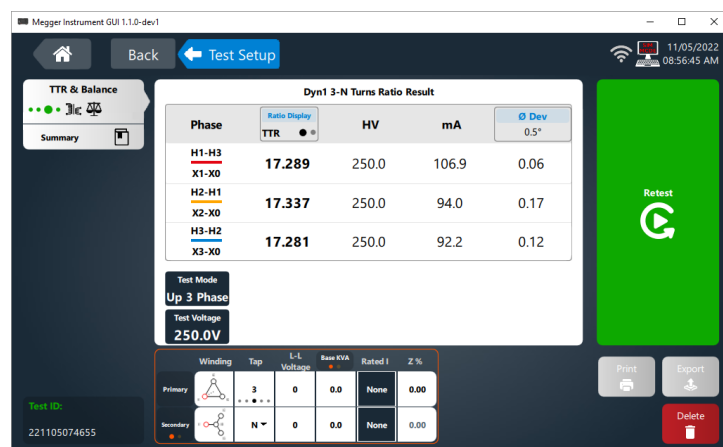 Megger Instrument GUI 1.1.0-dev1
Back
Test Setup
11/05/2022
08:56:45 AM
TTR & Balance
Summary
Dyn1 3-N Turns Ratio Result
Phase Ratio Display TTR HV mA Ø Dev 0.5°
H1-H3
X1-X0
17.289 250.0 106.9 0.06
H2-H1
X2-X0
17.337 250.0 94.0 0.17
H3-H2
X3-X0
17.281 250.0 92.2 0.12
Test Mode
Up 3 Phase
Test Voltage
250.0V
Retest
Winding Tap L-L Voltage Base KVA Rated I Z %
Primary 3 0 0.0 None 0.00
Secondary N 0 0.0 None 0.00
Test ID:
221105074655
Print
Export
Delete